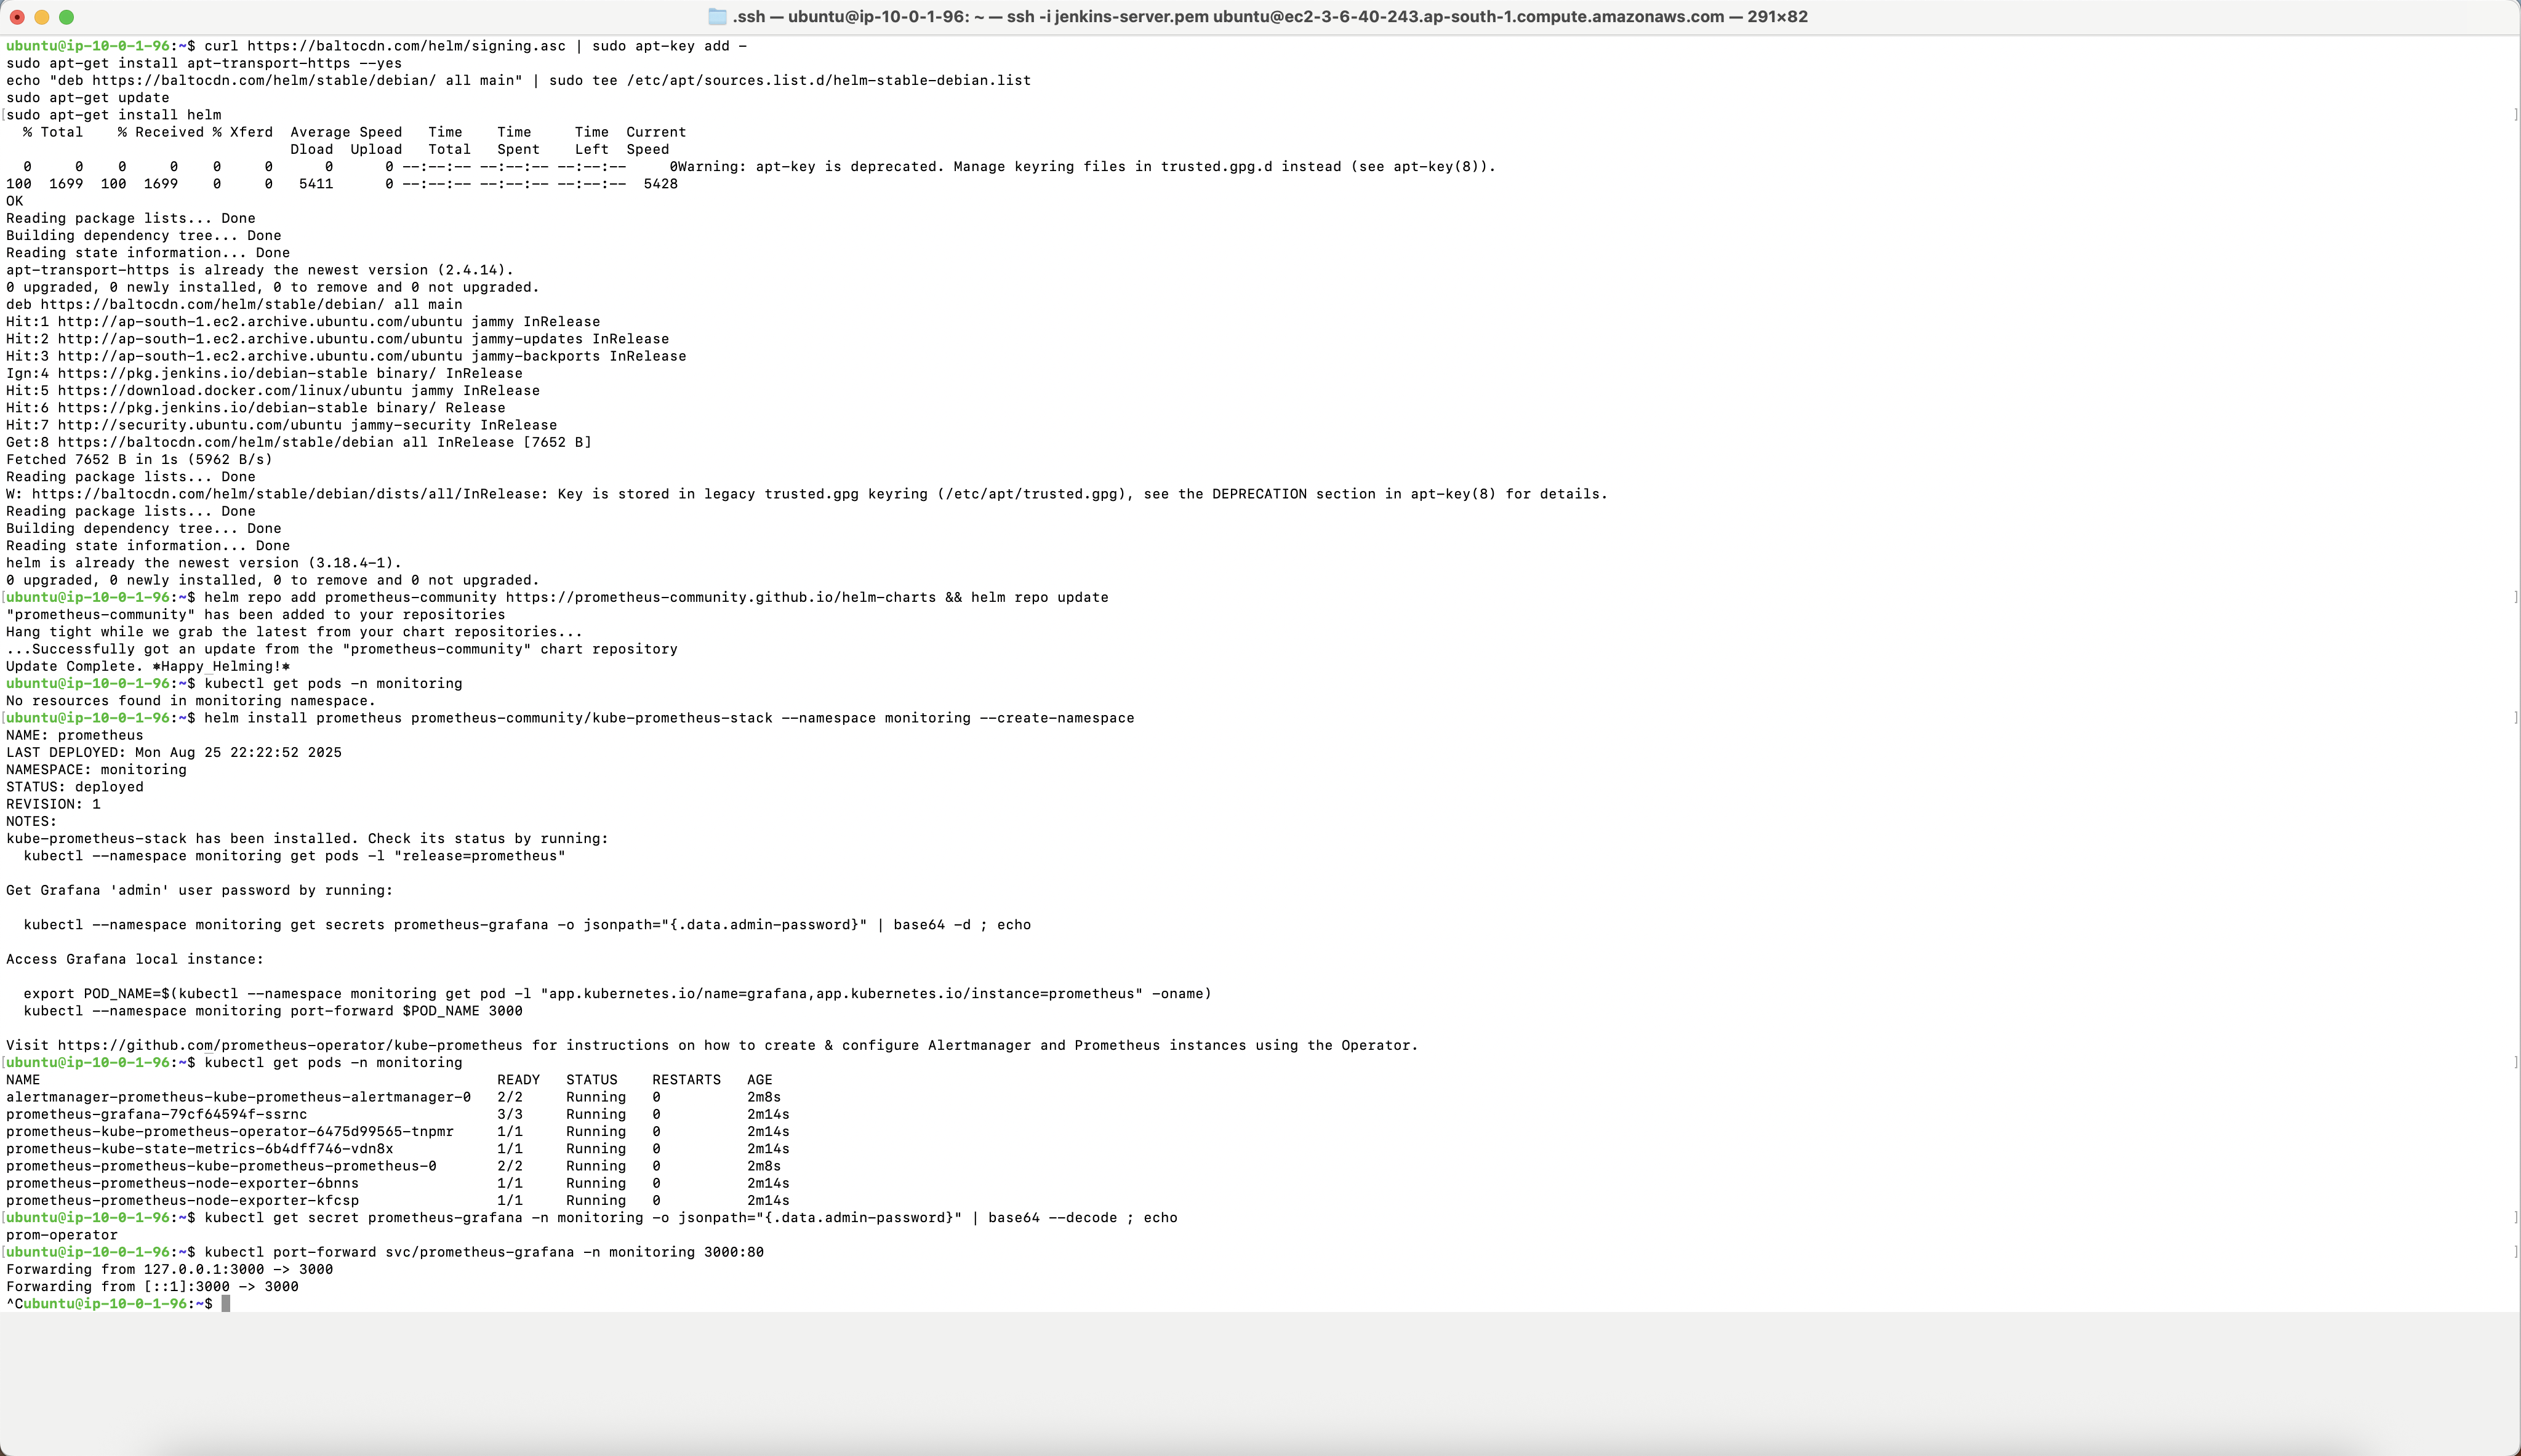 .ssh — ubuntu@ip-10-0-1-96: ~ — ssh -i jenkins-server.pem ubuntu@ec2-3-6-40-243.ap-south-1.compute.amazonaws.com — 291×82
ubuntu@ip-10-0-1-96:~$ curl https://baltocdn.com/helm/signing.asc | sudo apt-key add -
sudo apt-get install apt-transport-https --yes
echo "deb https://baltocdn.com/helm/stable/debian/ all main" | sudo tee /etc/apt/sources.list.d/helm-stable-debian.list
sudo apt-get update
[sudo apt-get install helm ]
  % Total    % Received % Xferd  Average Speed   Time    Time     Time  Current
                                 Dload  Upload   Total   Spent    Left  Speed
  0     0    0     0    0     0      0      0 --:--:-- --:--:-- --:--:--     0Warning: apt-key is deprecated. Manage keyring files in trusted.gpg.d instead (see apt-key(8)).
100  1699  100  1699    0     0   5411      0 --:--:-- --:--:-- --:--:--  5428
OK
Reading package lists... Done
Building dependency tree... Done
Reading state information... Done
apt-transport-https is already the newest version (2.4.14).
0 upgraded, 0 newly installed, 0 to remove and 0 not upgraded.
deb https://baltocdn.com/helm/stable/debian/ all main
Hit:1 http://ap-south-1.ec2.archive.ubuntu.com/ubuntu jammy InRelease
Hit:2 http://ap-south-1.ec2.archive.ubuntu.com/ubuntu jammy-updates InRelease
Hit:3 http://ap-south-1.ec2.archive.ubuntu.com/ubuntu jammy-backports InRelease
Ign:4 https://pkg.jenkins.io/debian-stable binary/ InRelease
Hit:5 https://download.docker.com/linux/ubuntu jammy InRelease
Hit:6 https://pkg.jenkins.io/debian-stable binary/ Release
Hit:7 http://security.ubuntu.com/ubuntu jammy-security InRelease
Get:8 https://baltocdn.com/helm/stable/debian all InRelease [7652 B]
Fetched 7652 B in 1s (5962 B/s)
Reading package lists... Done
W: https://baltocdn.com/helm/stable/debian/dists/all/InRelease: Key is stored in legacy trusted.gpg keyring (/etc/apt/trusted.gpg), see the DEPRECATION section in apt-key(8) for details.
Reading package lists... Done
Building dependency tree... Done
Reading state information... Done
helm is already the newest version (3.18.4-1).
0 upgraded, 0 newly installed, 0 to remove and 0 not upgraded.
[ubuntu@ip-10-0-1-96:~$ helm repo add prometheus-community https://prometheus-community.github.io/helm-charts && helm repo update ]
"prometheus-community" has been added to your repositories
Hang tight while we grab the latest from your chart repositories...
...Successfully got an update from the "prometheus-community" chart repository
Update Complete. ⎈Happy Helming!⎈
ubuntu@ip-10-0-1-96:~$ kubectl get pods -n monitoring
No resources found in monitoring namespace.
[ubuntu@ip-10-0-1-96:~$ helm install prometheus prometheus-community/kube-prometheus-stack --namespace monitoring --create-namespace ]
NAME: prometheus
LAST DEPLOYED: Mon Aug 25 22:22:52 2025
NAMESPACE: monitoring
STATUS: deployed
REVISION: 1
NOTES:
kube-prometheus-stack has been installed. Check its status by running:
  kubectl --namespace monitoring get pods -l "release=prometheus"
Get Grafana 'admin' user password by running:
  kubectl --namespace monitoring get secrets prometheus-grafana -o jsonpath="{.data.admin-password}" | base64 -d ; echo
Access Grafana local instance:
  export POD_NAME=$(kubectl --namespace monitoring get pod -l "app.kubernetes.io/name=grafana,app.kubernetes.io/instance=prometheus" -oname)
  kubectl --namespace monitoring port-forward $POD_NAME 3000
Visit https://github.com/prometheus-operator/kube-prometheus for instructions on how to create & configure Alertmanager and Prometheus instances using the Operator.
[ubuntu@ip-10-0-1-96:~$ kubectl get pods -n monitoring ]
NAME                                                     READY   STATUS    RESTARTS   AGE
alertmanager-prometheus-kube-prometheus-alertmanager-0   2/2     Running   0          2m8s
prometheus-grafana-79cf64594f-ssrnc                      3/3     Running   0          2m14s
prometheus-kube-prometheus-operator-6475d99565-tnpmr     1/1     Running   0          2m14s
prometheus-kube-state-metrics-6b4dff746-vdn8x            1/1     Running   0          2m14s
prometheus-prometheus-kube-prometheus-prometheus-0       2/2     Running   0          2m8s
prometheus-prometheus-node-exporter-6bnns                1/1     Running   0          2m14s
prometheus-prometheus-node-exporter-kfcsp                1/1     Running   0          2m14s
[ubuntu@ip-10-0-1-96:~$ kubectl get secret prometheus-grafana -n monitoring -o jsonpath="{.data.admin-password}" | base64 --decode ; echo ]
prom-operator
[ubuntu@ip-10-0-1-96:~$ kubectl port-forward svc/prometheus-grafana -n monitoring 3000:80 ]
Forwarding from 127.0.0.1:3000 -> 3000
Forwarding from [::1]:3000 -> 3000
^Cubuntu@ip-10-0-1-96:~$